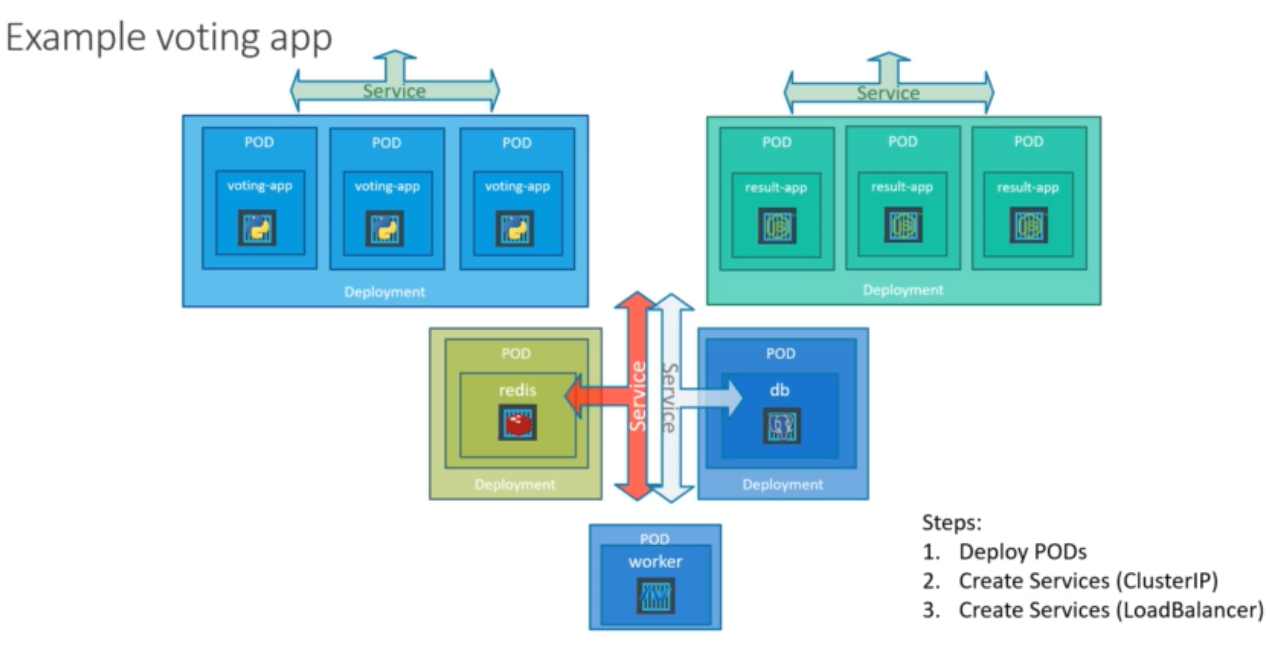 Example voting app
Service
Service
POD
POD
POD
voting-app
voting-app
voting-app
Deployment
POD
POD
POD
result-app
result-app
result-app
Deployment
POD
redis
Deployment
Service
Service
POD
db
Deployment
POD
worker
Steps:
1. Deploy PODs
2. Create Services (ClusterIP)
3. Create Services (LoadBalancer)